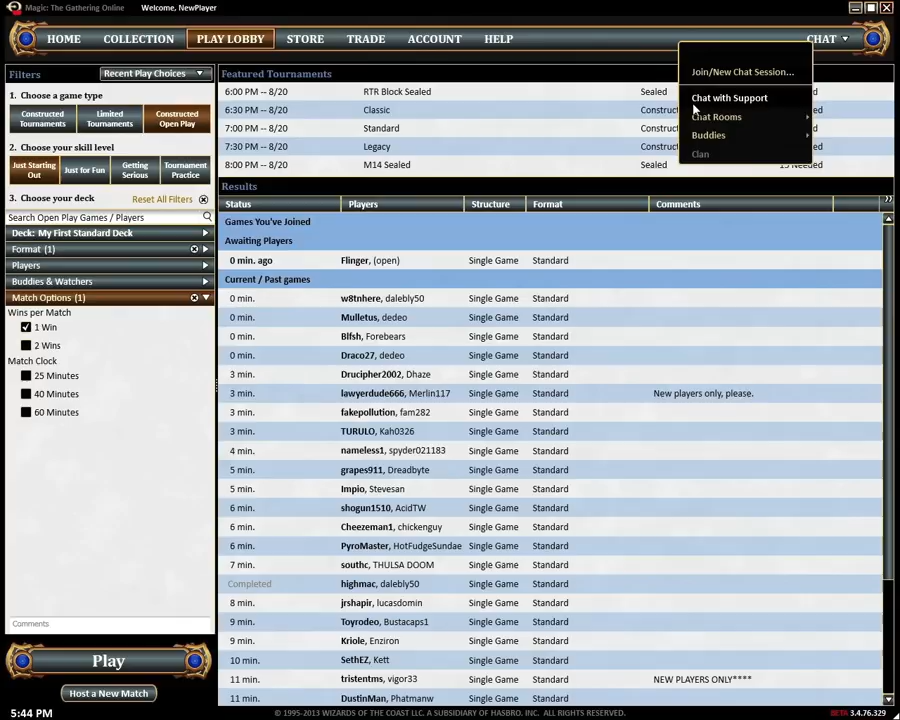 Magic: The Gathering Online Welcome, NewPlayer
HOME COLLECTION PLAY LOBBY STORE TRADE ACCOUNT HELP CHAT
Filters Recent Play Choices
1. Choose a game type
Constructed Tournaments Limited Tournaments Constructed Open Play
2. Choose your skill level
Just Starting Out Just for Fun Getting Serious Tournament Practice
3. Choose your deck Reset All Filters
Search Open Play Games / Players
Deck: My First Standard Deck
Format (1)
Players
Buddies & Watchers
Match Options (1)
Wins per Match
1 Win
2 Wins
Match Clock
25 Minutes
40 Minutes
60 Minutes
Comments
Play
Host a New Match
5:44 PM
Featured Tournaments
6:00 PM -- 8/20 RTR Block Sealed Sealed
6:30 PM -- 8/20 Classic
7:00 PM -- 8/20 Standard
7:30 PM -- 8/20 Legacy
8:00 PM -- 8/20 M14 Sealed Sealed
Join/New Chat Session...
Chat with Support
Chat Rooms
Buddies
Clan
Results
Status Players Structure Format Comments
Games You've Joined
Awaiting Players
0 min. ago Flinger, (open) Single Game Standard
Current / Past games
0 min. w8tnhere, dalebly50 Single Game Standard
0 min. Mulletus, dedeo Single Game Standard
0 min. Blfsh, Forebears Single Game Standard
0 min. Draco27, dedeo Single Game Standard
3 min. Drucipher2002, Dhaze Single Game Standard
3 min. lawyerdude666, Merlin117 Single Game Standard New players only, please.
3 min. fakepollution, fam282 Single Game Standard
3 min. TURULO, Kah0326 Single Game Standard
4 min. nameless1, spyder021183 Single Game Standard
5 min. grapes911, Dreadbyte Single Game Standard
5 min. Impio, Stevesan Single Game Standard
6 min. shogun1510, AcidTW Single Game Standard
6 min. Cheezeman1, chickenguy Single Game Standard
6 min. PyroMaster, HotFudgeSundae Single Game Standard
7 min. southc, THULSA DOOM Single Game Standard
Completed highmac, dalebly50 Single Game Standard
8 min. jrshapir, lucasdomin Single Game Standard
9 min. Toyrodeo, Bustacaps1 Single Game Standard
9 min. Kriole, Enziron Single Game Standard
10 min. SethEZ, Kett Single Game Standard
11 min. tristentms, vigor33 Single Game Standard NEW PLAYERS ONLY****
11 min. DustinMan, Phatmanw Single Game Standard
© 1995-2013 WIZARDS OF THE COAST LLC. A SUBSIDIARY OF HASBRO, INC. ALL RIGHTS RESERVED. BETA 3.4.76.329